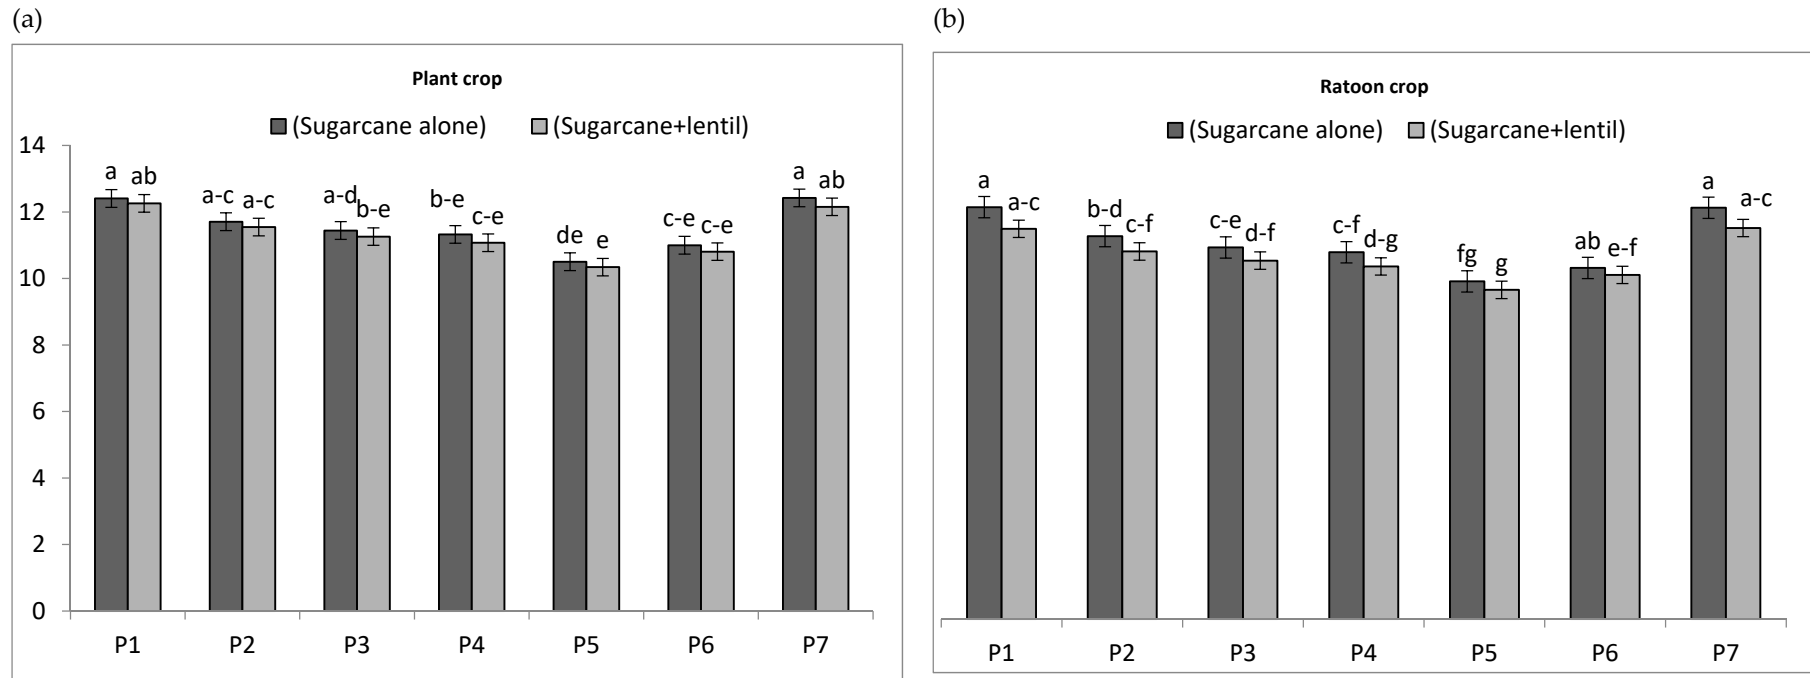 (a)
Plant crop
(Sugarcane alone) (Sugarcane+lentil)
14
12
10
8
6
4
2
0
a ab a-c a-c a-d b-e b-e c-e de e c-e c-e a ab
P1 P2 P3 P4 P5 P6 P7
(b)
Ratoon crop
(Sugarcane alone) (Sugarcane+lentil)
a a-c b-d c-f c-e d-f c-f d-g fg g ab e-f a a-c
P1 P2 P3 P4 P5 P6 P7